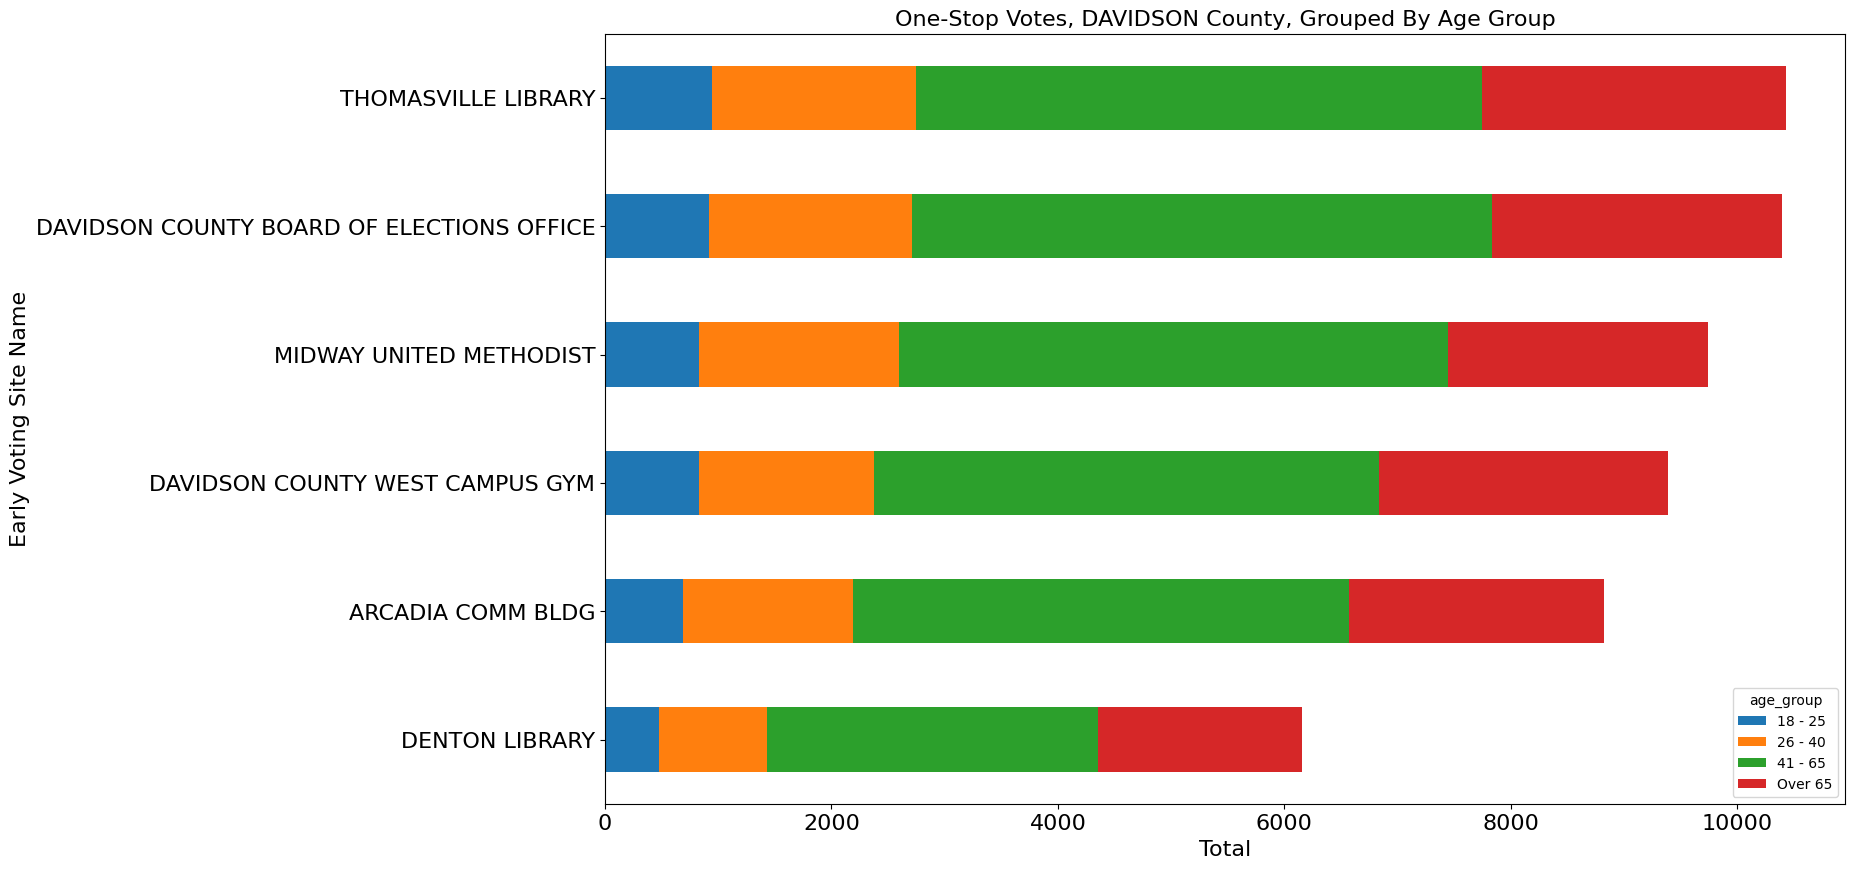 One-Stop Votes, DAVIDSON County, Grouped By Age Group
Early Voting Site Name
THOMASVILLE LIBRARY
DAVIDSON COUNTY BOARD OF ELECTIONS OFFICE
MIDWAY UNITED METHODIST
DAVIDSON COUNTY WEST CAMPUS GYM
ARCADIA COMM BLDG
DENTON LIBRARY
age_group
18 - 25
26 - 40
41 - 65
Over 65
0 2000 4000 6000 8000 10000
Total